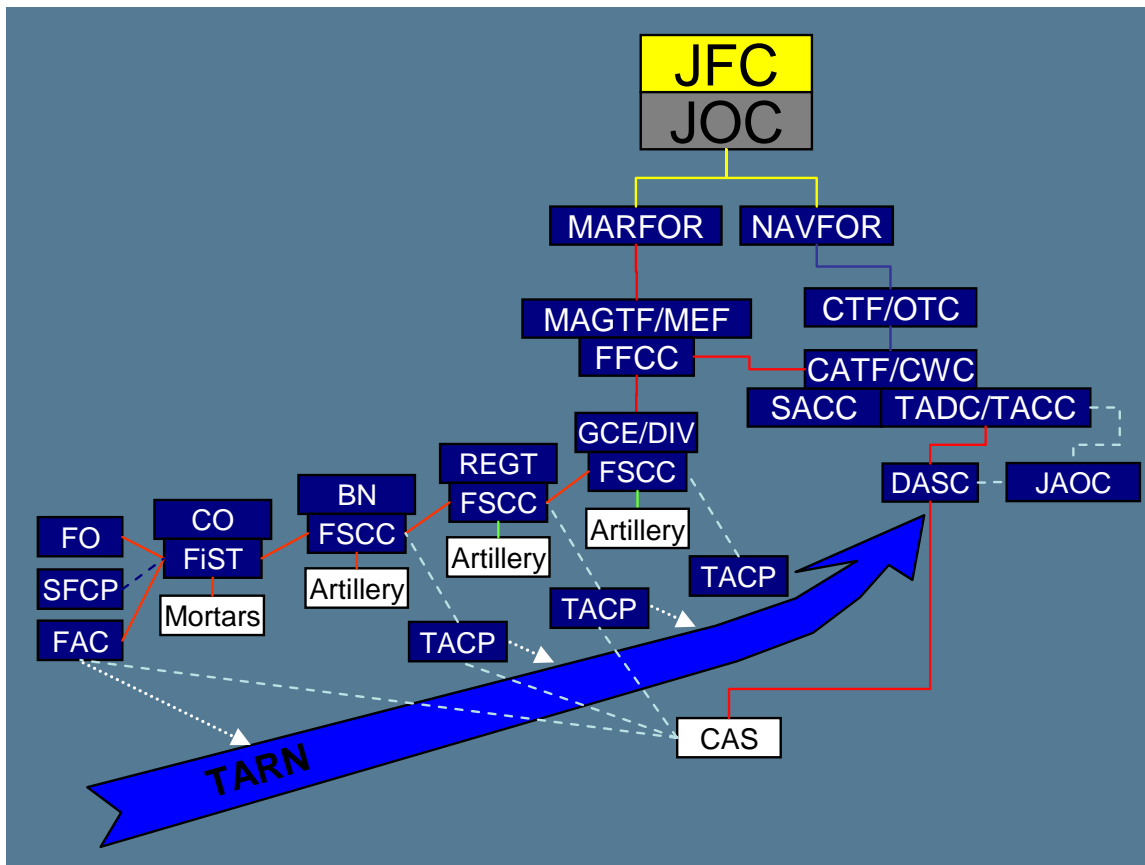 JFC
JOC
MARFOR
NAVFOR
CTF/OTC
MAGTF/MEF
FFCC
CATF/CWC
SACC
TADC/TACC
GCE/DIV
FSCC
REGT
FSCC
BN
FSCC
CO
FiST
DASC
JAOC
FO
SFCP
FAC
Mortars
Artillery
Artillery
Artillery
TACP
TACP
TACP
CAS
TARN